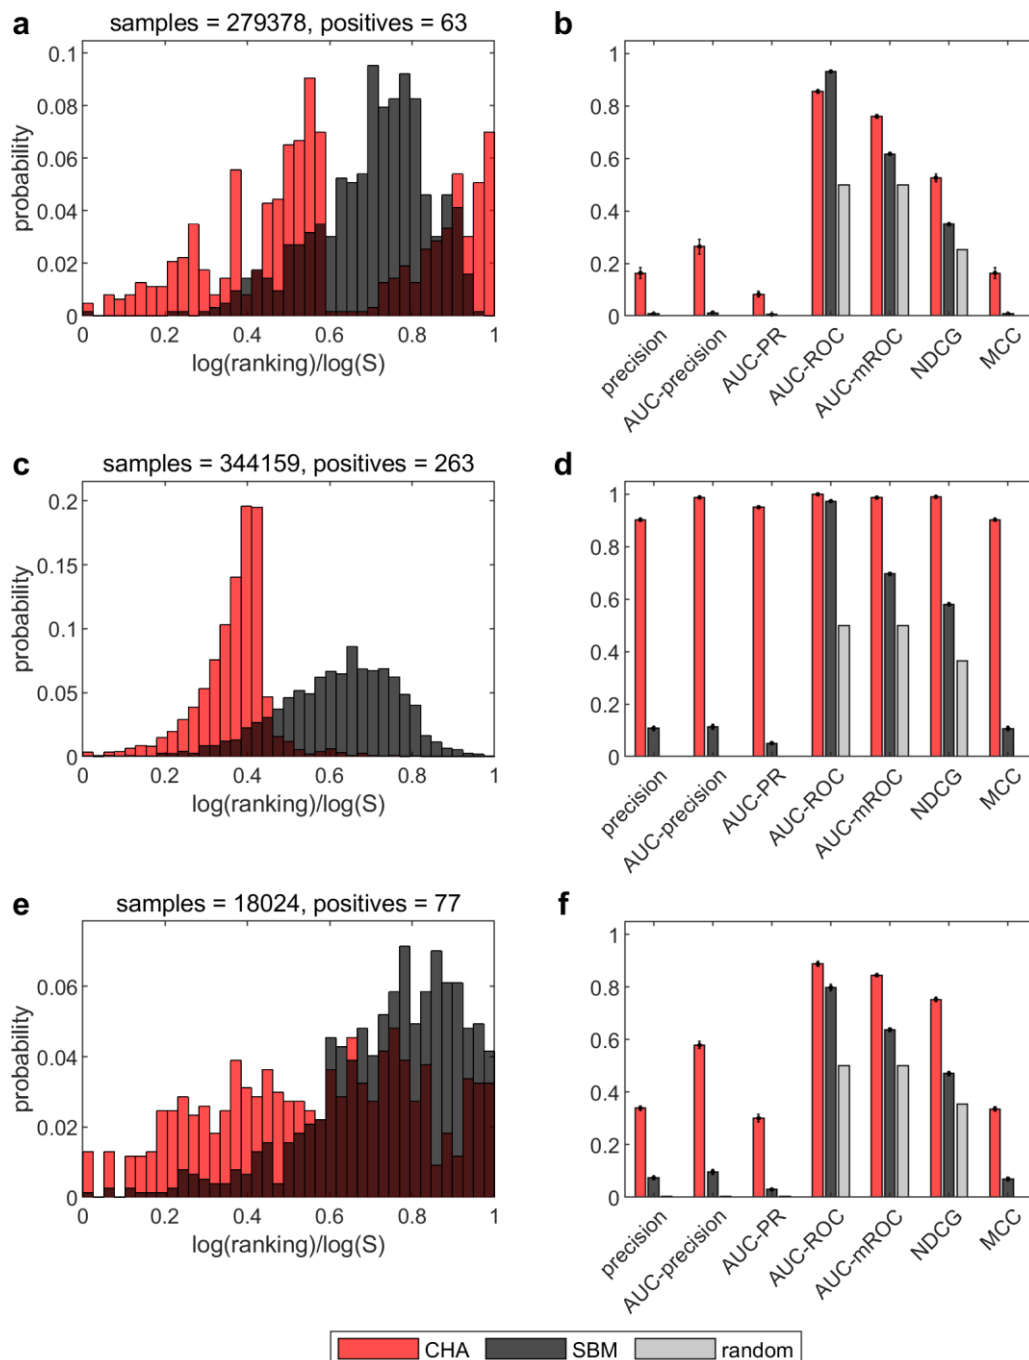 a
samples = 279378, positives = 63
0.1
0.08
0.06
0.04
0.02
0
probability
0 0.2 0.4 0.6 0.8 1
log(ranking)/log(S)
b
1
0.8
0.6
0.4
0.2
0
precision
AUC-precision
AUC-PR
AUC-ROC
AUC-mROC
NDCG
MCC
c
samples = 344159, positives = 263
0.2
0.15
0.1
0.05
0
probability
0 0.2 0.4 0.6 0.8 1
log(ranking)/log(S)
d
1
0.8
0.6
0.4
0.2
0
precision
AUC-precision
AUC-PR
AUC-ROC
AUC-mROC
NDCG
MCC
e
samples = 18024, positives = 77
0.06
0.04
0.02
0
probability
0 0.2 0.4 0.6 0.8 1
log(ranking)/log(S)
f
1
0.8
0.6
0.4
0.2
0
precision
AUC-precision
AUC-PR
AUC-ROC
AUC-mROC
NDCG
MCC
CHA SBM random